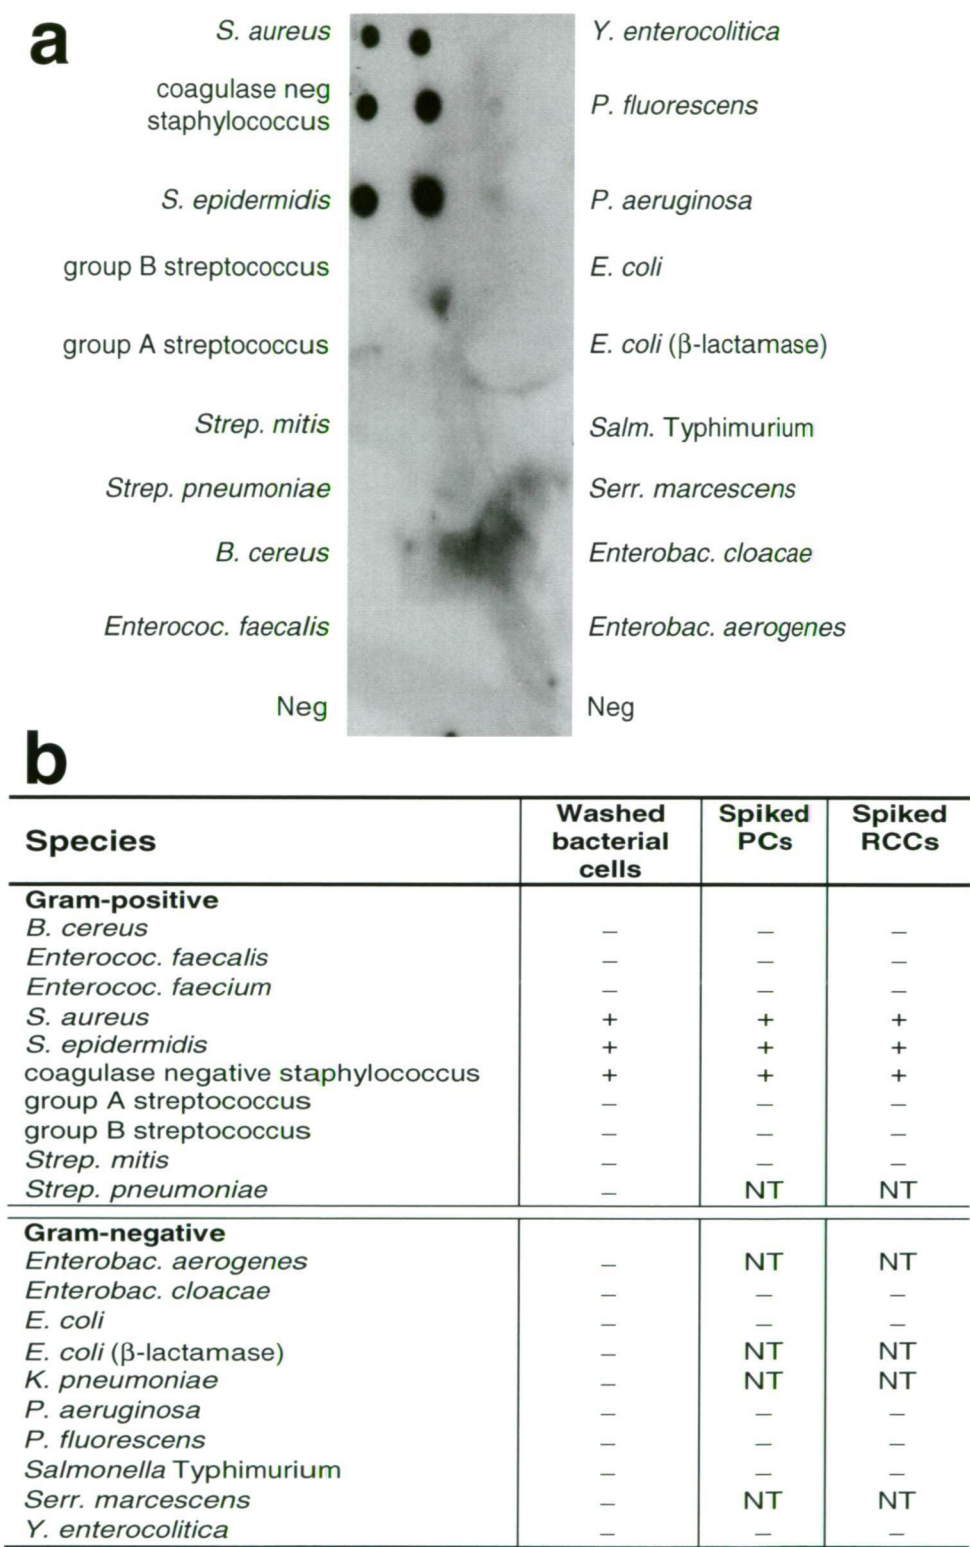 a
S. aureus
coagulase neg
staphylococcus
S. epidermidis
group B streptococcus
group A streptococcus
Strep. mitis
Strep. pneumoniae
B. cereus
Enterococ. faecalis
Neg
Y. enterocolitica
P. fluorescens
P. aeruginosa
E. coli
E. coli (β-lactamase)
Salm. Typhimurium
Serr. marcescens
Enterobac. cloacae
Enterobac. aerogenes
Neg
b
Species Washed bacterial cells Spiked PCs Spiked RCCs
Gram-positive
B. cereus – – –
Enterococ. faecalis – – –
Enterococ. faecium – – –
S. aureus + + +
S. epidermidis + + +
coagulase negative staphylococcus + + +
group A streptococcus – – –
group B streptococcus – – –
Strep. mitis – – –
Strep. pneumoniae – NT NT
Gram-negative
Enterobac. aerogenes – NT NT
Enterobac. cloacae – – –
E. coli – – –
E. coli (β-lactamase) – NT NT
K. pneumoniae – NT NT
P. aeruginosa – – –
P. fluorescens – – –
Salmonella Typhimurium – – –
Serr. marcescens – NT NT
Y. enterocolitica – – –